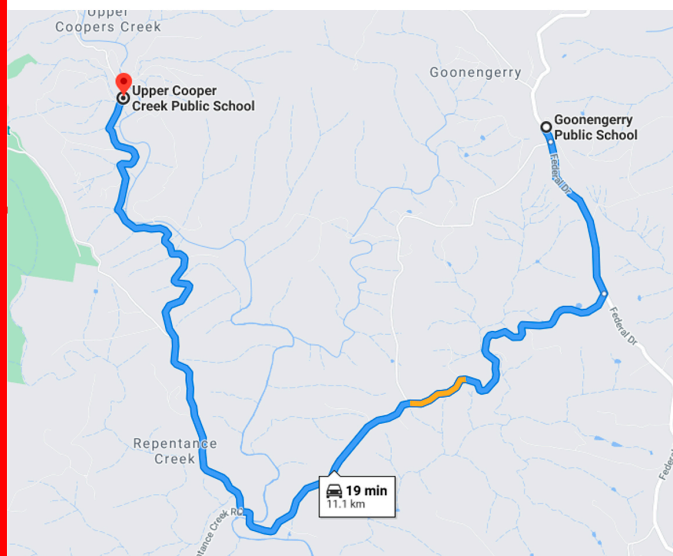 Upper
Coopers Creek
Upper Cooper
Creek Public School
Goonengerry
Goonengerry
Public School
Federal Dr
Federal Dr
Repentance
Creek
19 min
11.1 km